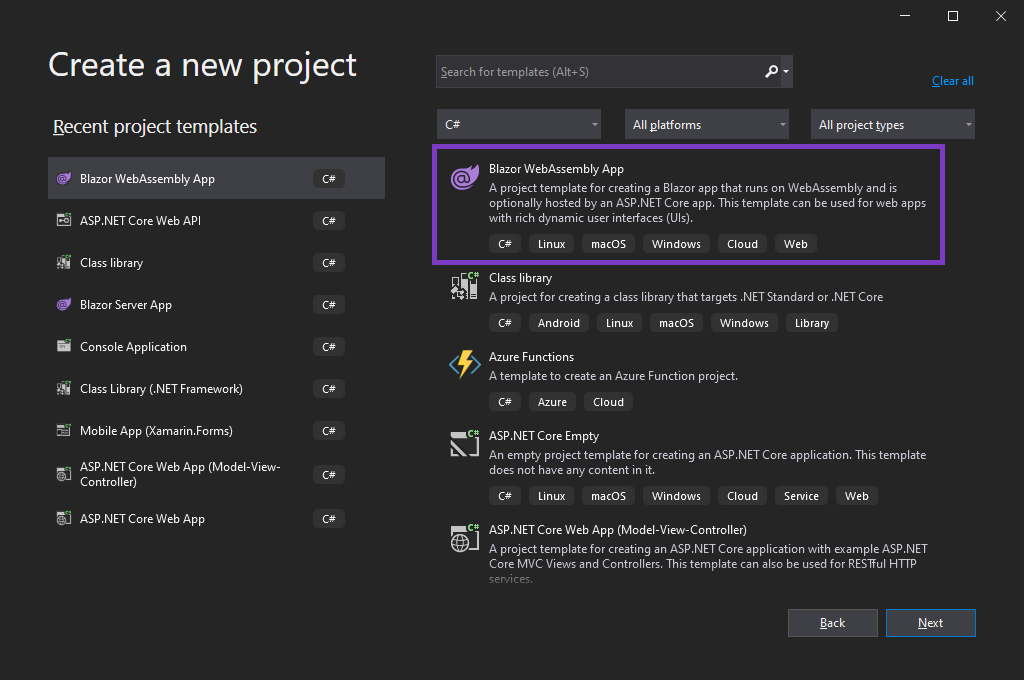 Create a new project
Search for templates (Alt+S)
Clear all
Recent project templates
C#
All platforms
All project types
Blazor WebAssembly App
C#
ASP.NET Core Web API
C#
Class library
C#
Blazor Server App
C#
Console Application
C#
Class Library (.NET Framework)
C#
Mobile App (Xamarin.Forms)
C#
ASP.NET Core Web App (Model-View-
Controller)
C#
ASP.NET Core Web App
C#
Blazor WebAssembly App
A project template for creating a Blazor app that runs on WebAssembly and is
optionally hosted by an ASP.NET Core app. This template can be used for web apps
with rich dynamic user interfaces (UIs).
C# Linux macOS Windows Cloud Web
Class library
A project for creating a class library that targets .NET Standard or .NET Core
C# Android Linux macOS Windows Library
Azure Functions
A template to create an Azure Function project.
C# Azure Cloud
ASP.NET Core Empty
An empty project template for creating an ASP.NET Core application. This template
does not have any content in it.
C# Linux macOS Windows Cloud Service Web
ASP.NET Core Web App (Model-View-Controller)
A project template for creating an ASP.NET Core application with example ASP.NET
Core MVC Views and Controllers. This template can also be used for RESTful HTTP
services.
Back
Next